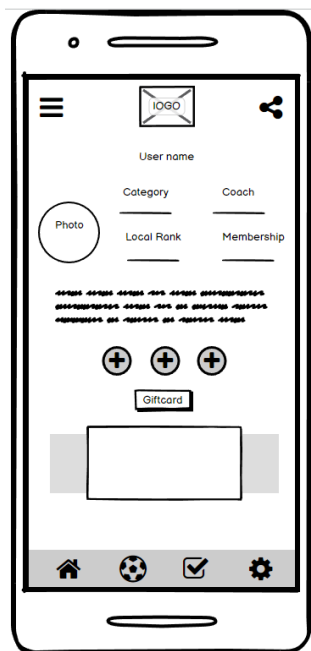 lOGO
User name
Category Coach
Photo
Local Rank Membership
Giftcard